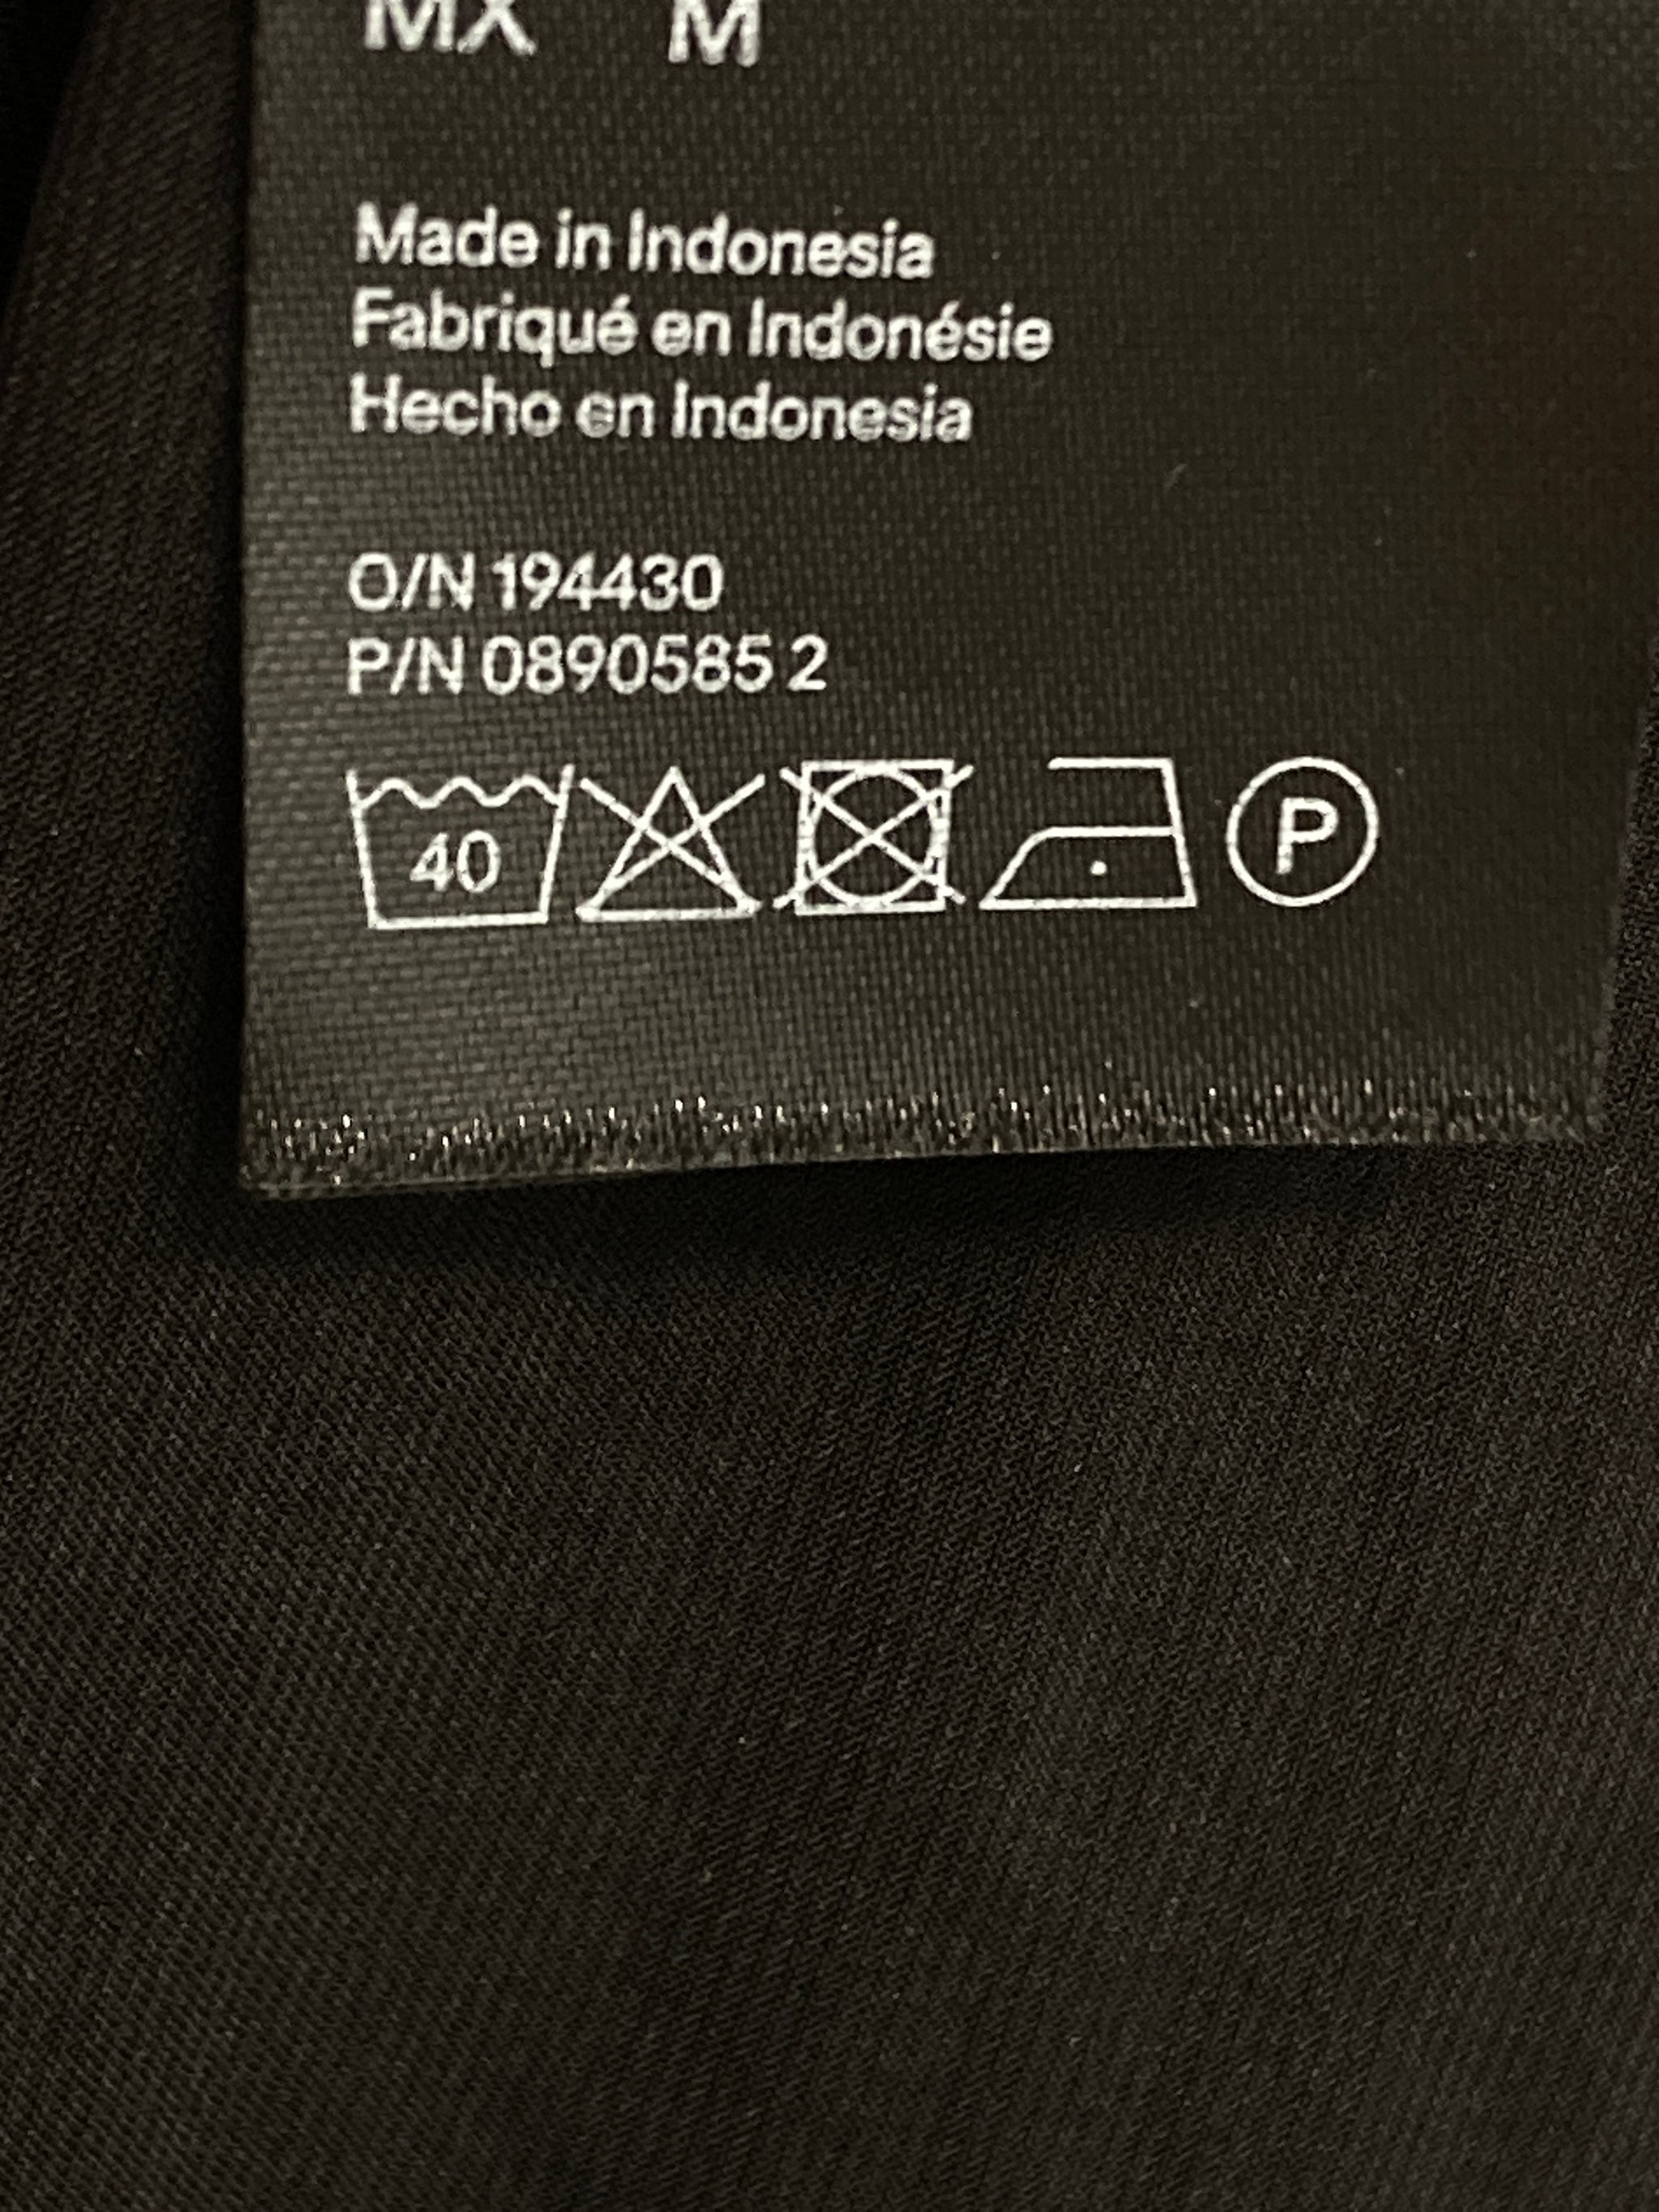 MX M
Made in Indonesia
Fabriqué en Indonésie
Hecho en Indonesia
O/N 194430
P/N 0890585 2
40
P